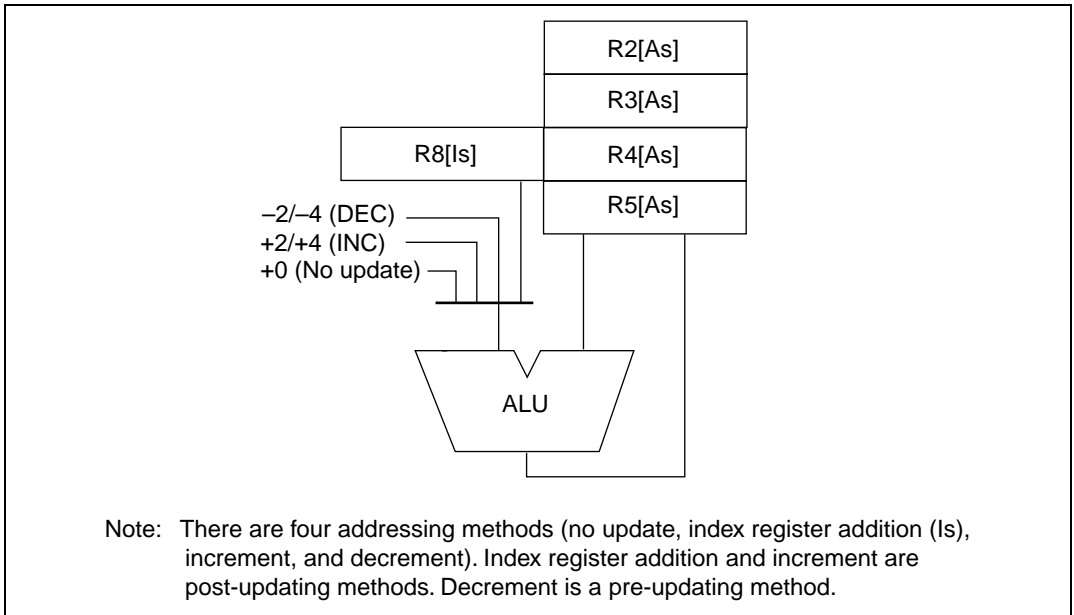 R2[As]
R3[As]
R8[Is]
R4[As]
R5[As]
–2/–4 (DEC)
+2/+4 (INC)
+0 (No update)
ALU
Note: There are four addressing methods (no update, index register addition (Is),
increment, and decrement). Index register addition and increment are
post-updating methods. Decrement is a pre-updating method.